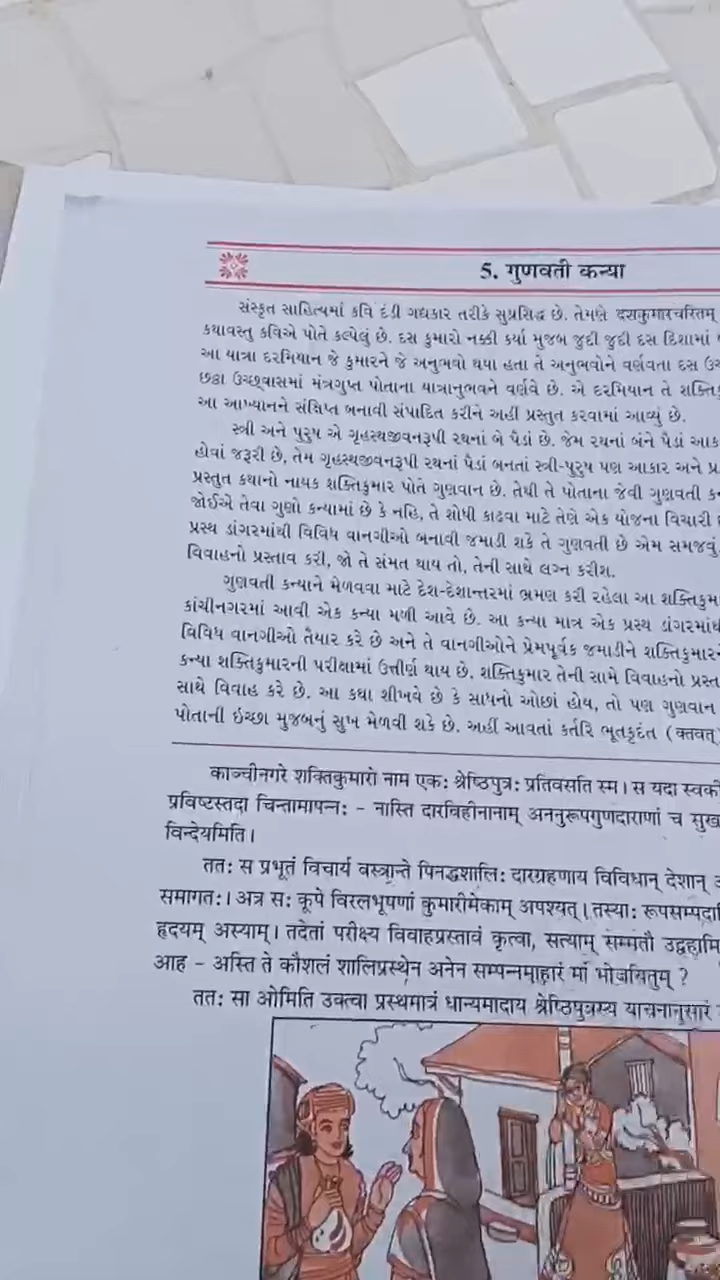 5. ગુણવતી કન્યા
સંસ્કૃત સાહિત્યમાં કવિ દંડી ગદ્યકાર તરીકે સુપ્રસિદ્ધ છે. તેમણે दशकुमारचरितम्
કથાવસ્તુ કવિએ પોતે કલ્પેલું છે. દસ કુમારો નક્કી કર્યા મુજબ જુદી જુદી દસ દિશામાં
આ યાત્રા દરમિયાન જે કુમારને જે અનુભવો થયા હતા તે અનુભવોને વર્ણવતા દસ
છઠ્ઠા ઉચ્છ્વાસમાં મંત્રગુપ્ત પોતાના યાત્રાનુભવને વર્ણવે છે. એ દરમિયાન તે
આ આખ્યાનને સંક્ષિપ્ત બનાવી સંપાદિત કરીને અહીં પ્રસ્તુત કરવામાં આવ્યું છે.
સ્ત્રી અને પુરુષ એ ગૃહસ્થજીવનરૂપી રથનાં બે પૈડાં છે. જેમ રથનાં બંને પૈડાં
હોવાં જરૂરી છે, તેમ ગૃહસ્થજીવનરૂપી રથનાં પૈડાં બનતાં સ્ત્રી-પુરુષ પણ આકાર અને
પ્રસ્તુત કથાનો નાયક શક્તિકુમાર પોતે ગુણવાન છે. તેથી તે પોતાના જેવી ગુણવતી
જોઈએ તેવા ગુણો કન્યામાં છે કે નહિ, તે શોધી કાઢવા માટે તેણે એક યોજના વિચારી
પ્રસ્થ ડાંગરમાંથી વિવિધ વાનગીઓ બનાવી જમાડી શકે તે ગુણવતી છે એમ સમજવું.
વિવાહનો પ્રસ્તાવ કરી, જો તે સંમત થાય તો, તેની સાથે લગ્ન કરીશ.
ગુણવતી કન્યાને મેળવવા માટે દેશ-દેશાન્તરમાં ભ્રમણ કરી રહેલા આ
કાંચીનગરમાં આવી એક કન્યા મળી આવે છે. આ કન્યા માત્ર એક પ્રસ્થ
વિવિધ વાનગીઓ તૈયાર કરે છે અને તે વાનગીઓને પ્રેમપૂર્વક જમાડીને
કન્યા શક્તિકુમારની પરીક્ષામાં ઉત્તીર્ણ થાય છે. શક્તિકુમાર તેની સામે વિવાહનો
સાથે વિવાહ કરે છે. આ કથા શીખવે છે કે સાધનો ઓછાં હોય, તો પણ ગુણવાન
પોતાની ઇચ્છા મુજબનું સુખ મેળવી શકે છે. અહીં આવતાં કર્તરિ ભૂતકૃદંત (क्तवत्
काञ्चीनगरे शक्तिकुमारो नाम एकः श्रेष्ठिपुत्रः प्रतिवसति स्म। स यदा
प्रविष्टस्तदा चिन्तामापन्नः - नास्ति दारविहीनानाम् अननुरूपगुणदाराणां च
विन्देयमिति।
ततः स प्रभूतं विचार्य वस्त्रान्ते पिनद्धशालिः दारग्रहणाय विविधान् देशान्
समागतः। अत्र सः कूपे विरलभूषणां कुमारीमेकाम् अपश्यत्। तस्याः
हृदयम् अस्याम्। तदेतां परीक्ष्य विवाहप्रस्तावं कृत्वा, सत्याम् सम्मतौ
आह - अस्ति ते कौशलं शालिप्रस्थेन अनेन सम्पन्नमाहारं मां भोजयितुम् ?
ततः सा ओमिति उक्त्वा प्रस्थमात्रं धान्यमादाय श्रेष्ठिपुत्रस्य याचनानुसारं